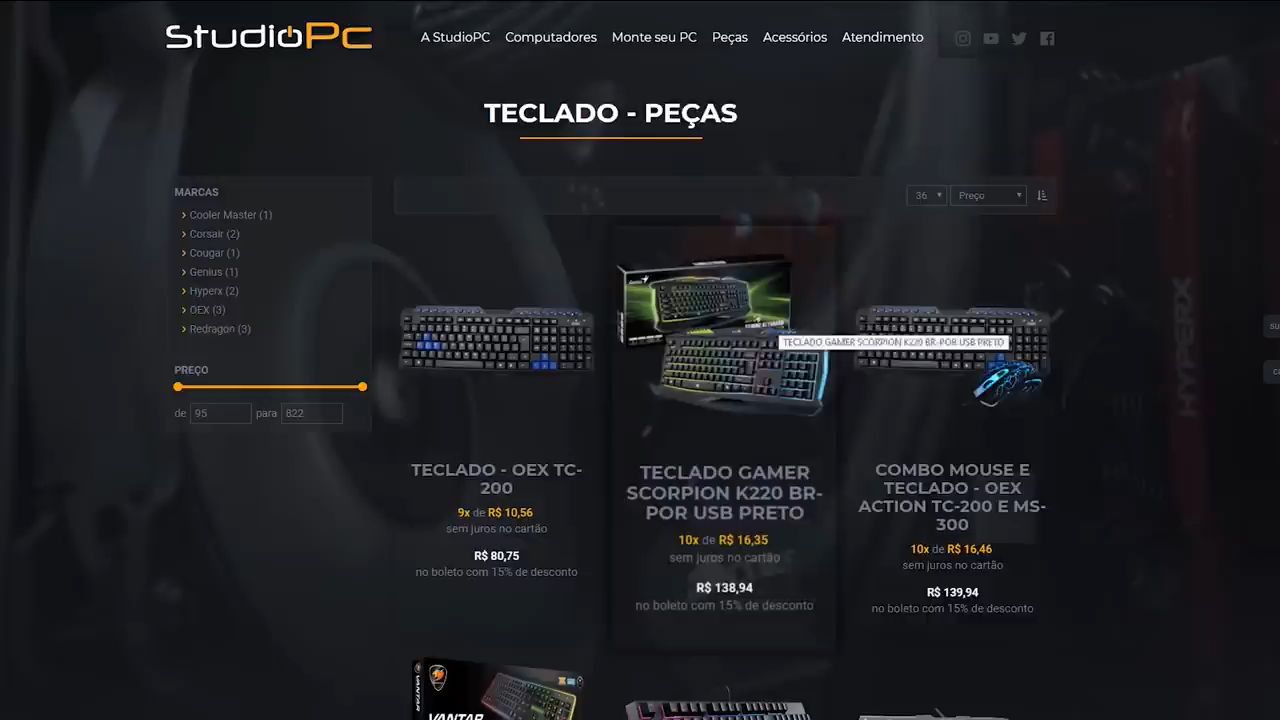 StudioPc
A StudioPC Computadores Monte seu PC Peças Acessórios Atendimento
TECLADO - PEÇAS
MARCAS
Cooler Master (1)
Corsair (2)
Cougar (1)
Genius (1)
Hyperx (2)
OEX (3)
Redragon (3)
PREÇO
de 95 para 822
36 Preço
TECLADO GAMER SCORPION K220 BR-POR USB PRETO
TECLADO - OEX TC-
200
9x de R$ 10,56
sem juros no cartão
R$ 80,75
no boleto com 15% de desconto
TECLADO GAMER
SCORPION K220 BR-
POR USB PRETO
10x de R$ 16,35
sem juros no cartão
R$ 138,94
no boleto com 15% de desconto
COMBO MOUSE E
TECLADO - OEX
ACTION TC-200 E MS-
300
10x de R$ 16,46
sem juros no cartão
R$ 139,94
no boleto com 15% de desconto
VANTAR
VANTAR
HYPERX